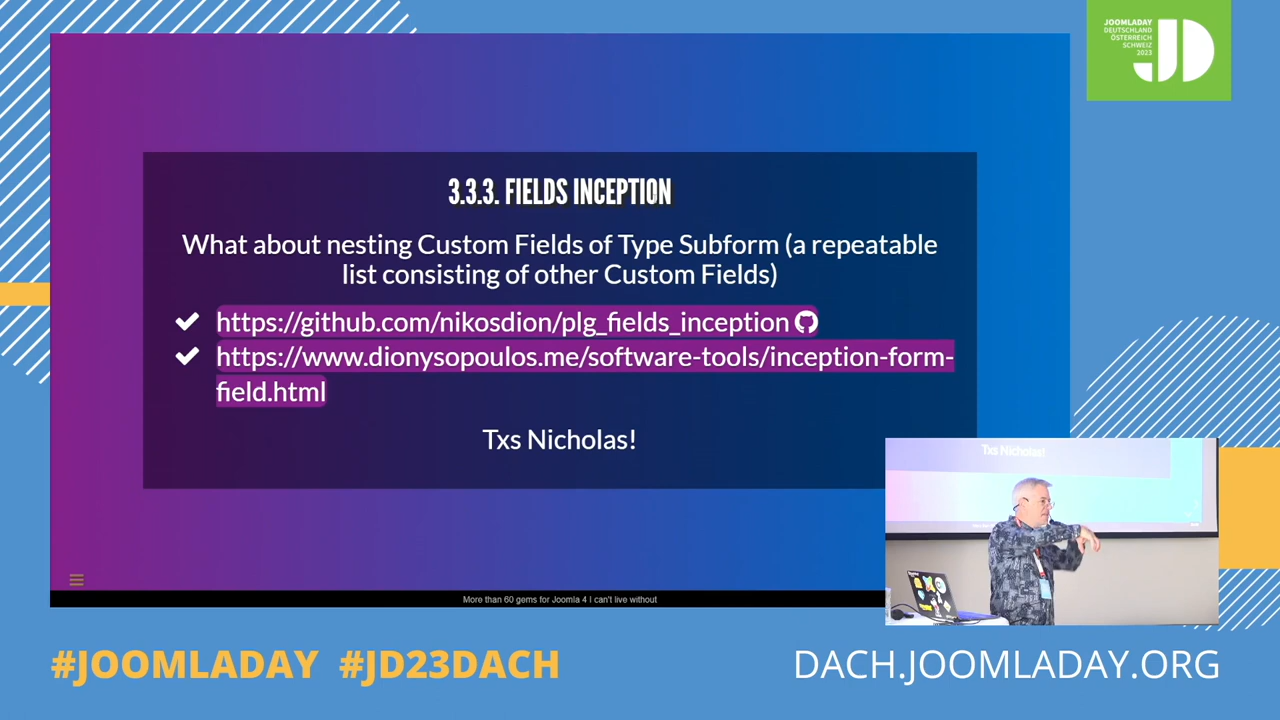 JOOMLADAY
DEUTSCHLAND
ÖSTERREICH
SCHWEIZ
2023
JD
3.3.3. FIELDS INCEPTION
What about nesting Custom Fields of Type Subform (a repeatable
list consisting of other Custom Fields)
https://github.com/nikosdion/plg_fields_inception
https://www.dionysopoulos.me/software-tools/inception-form-
field.html
Txs Nicholas!
Txs Nicholas!
More than 60 gems for Joomla 4 I can't live without
#JOOMLADAY #JD23DACH
DACH.JOOMLADAY.ORG